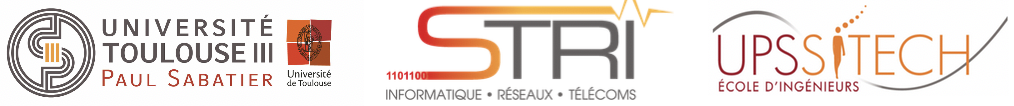 UNIVERSITÉ
TOULOUSE III
PAUL SABATIER
Université
de Toulouse
STRI
1101100
INFORMATIQUE • RÉSEAUX • TÉLÉCOMS
UPSSITECH
ÉCOLE D'INGÉNIEURS